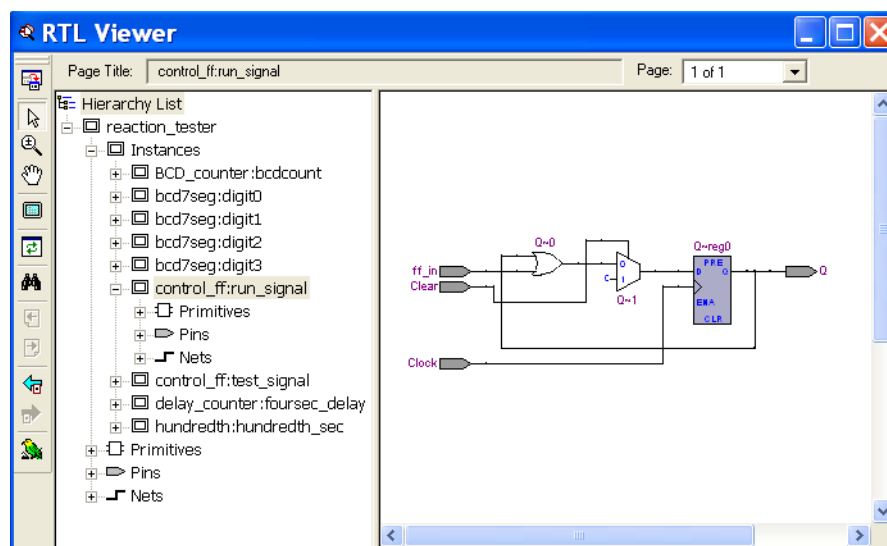 RTL Viewer
Page Title: control_ff:run_signal Page: 1 of 1
Hierarchy List
reaction_tester
Instances
BCD_counter:bcdcount
bcd7seg:digit0
bcd7seg:digit1
bcd7seg:digit2
bcd7seg:digit3
control_ff:run_signal
Primitives
Pins
Nets
control_ff:test_signal
delay_counter:foursec_delay
hundredth:hundredth_sec
Primitives
Pins
Nets
Q~0
Q~reg0
PRE
ff_in
0
D
Q
Q
Clear
C
1
ENA
Q~1
CLR
Clock